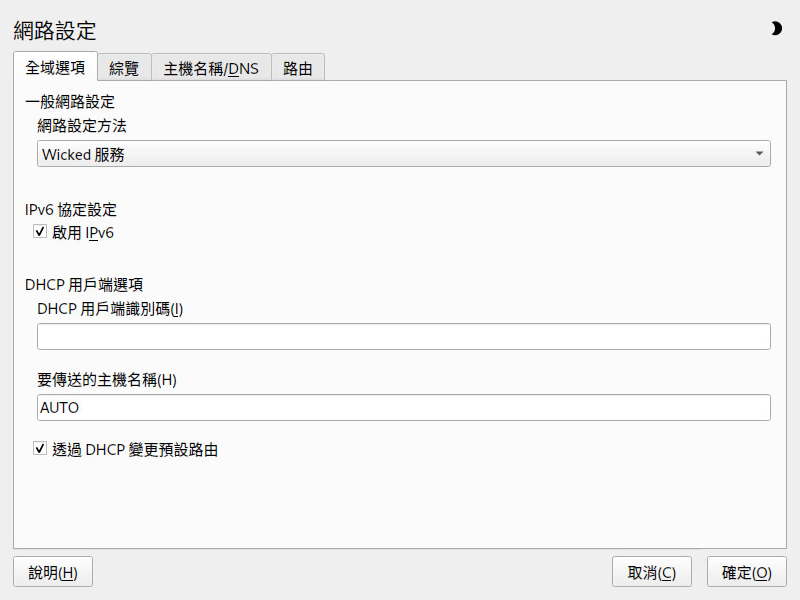 網路設定
全域選項
綜覽
主機名稱/DNS
路由
一般網路設定
網路設定方法
Wicked 服務
IPv6 協定設定
啟用 IPv6
DHCP 用戶端選項
DHCP 用戶端識別碼(I)
要傳送的主機名稱(H)
AUTO
透過 DHCP 變更預設路由
說明(H)
取消(C)
確定(O)